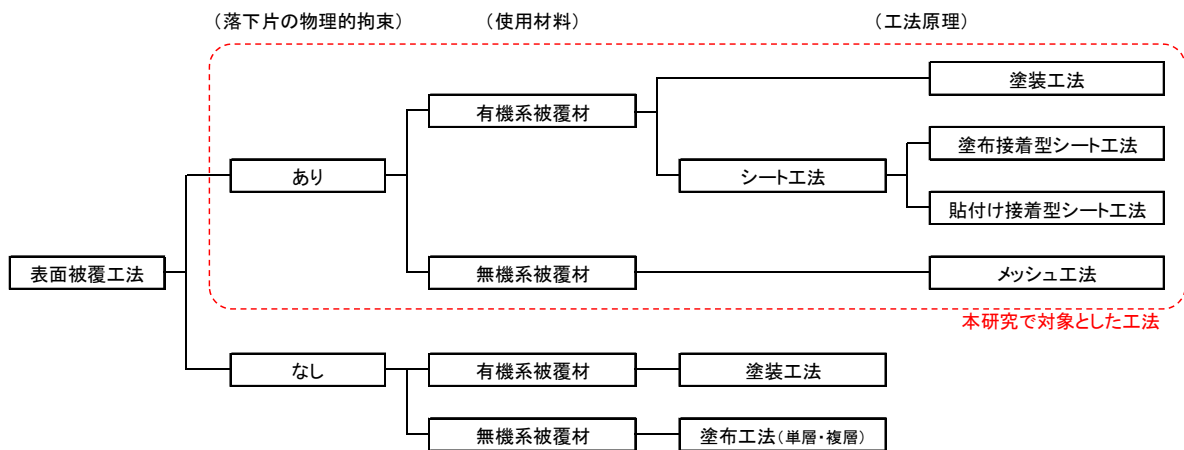 （落下片の物理的拘束）
（使用材料）
（工法原理）
塗装工法
有機系被覆材
塗布接着型シート工法
あり
シート工法
貼付け接着型シート工法
表面被覆工法
無機系被覆材
メッシュ工法
本研究で対象とした工法
なし
有機系被覆材
塗装工法
無機系被覆材
塗布工法（単層・複層）